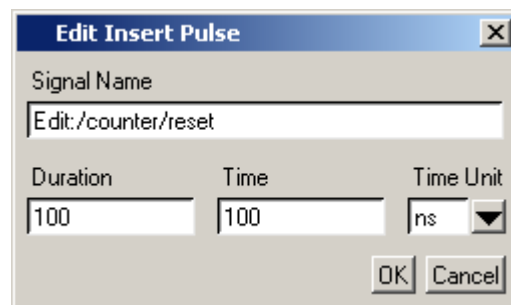 Edit Insert Pulse
Signal Name
Edit:/counter/reset
Duration Time Time Unit
100 100 ns
OK Cancel